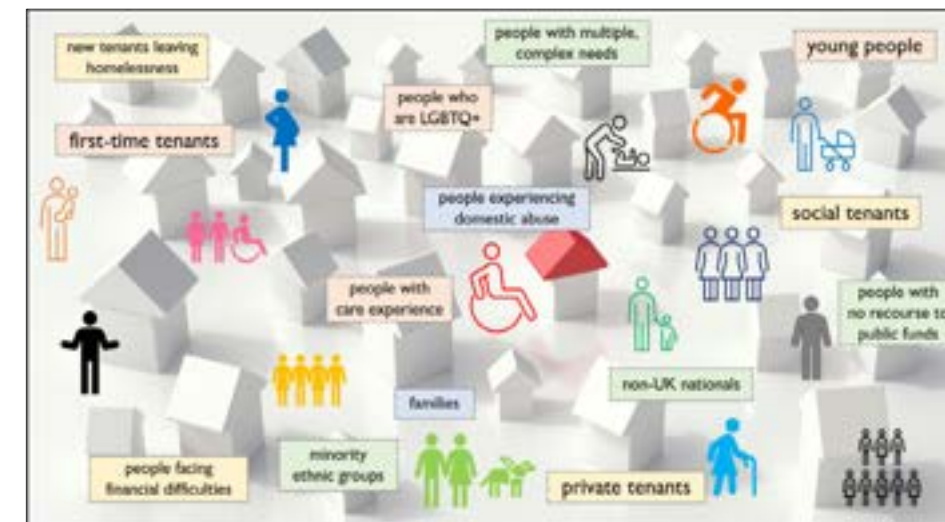 new tenants leaving
homelessness
people with multiple,
complex needs
young people
people who
are LGBTQ+
first-time tenants
people experiencing
domestic abuse
social tenants
people with
care experience
people with
no recourse to
public funds
non-UK nationals
families
people facing
financial difficulties
minority
ethnic groups
private tenants